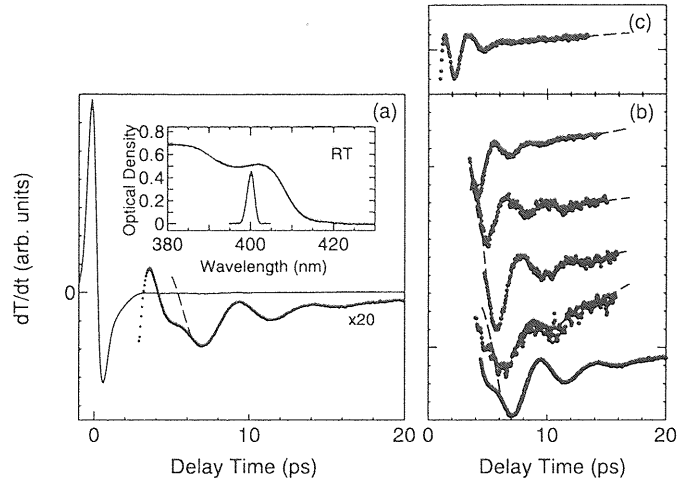 (c)
(a)
(b)
0.8
0.6
0.4
0.2
0
Optical Density
RT
380
400
420
Wavelength (nm)
dT/dt (arb. units)
0
x20
0
10
20
0
10
20
Delay Time (ps)
Delay Time (ps)